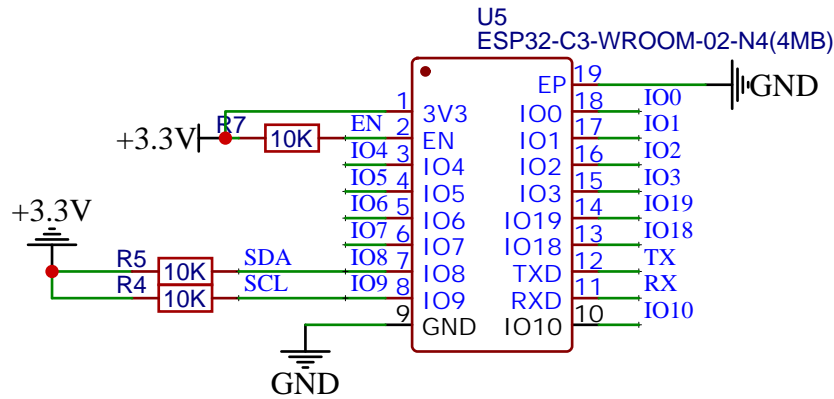 U5
ESP32-C3-WROOM-02-N4(4MB)
EP 19 GND
1 3V3 IO0 18 IO0
+3.3V R7 10K EN 2 EN IO1 17 IO1
IO4 3 IO4 IO2 16 IO2
IO5 4 IO5 IO3 15 IO3
IO6 5 IO6 IO19 14 IO19
IO7 6 IO7 IO18 13 IO18
+3.3V
R5 10K SDA IO8 7 IO8 TXD 12 TX
R4 10K SCL IO9 8 IO9 RXD 11 RX
9 GND IO10 10 IO10
GND